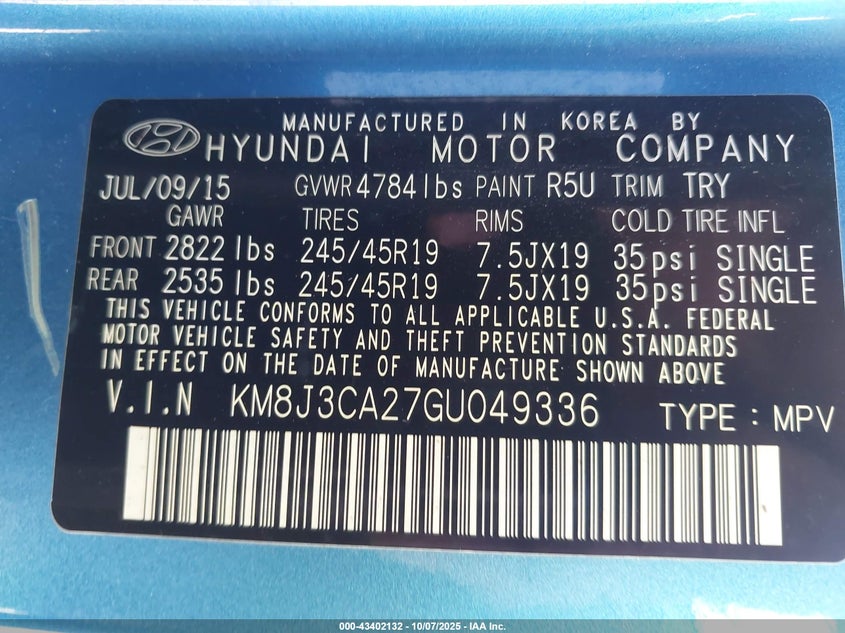 MANUFACTURED IN KOREA BY
HYUNDAI MOTOR COMPANY
JUL/09/15 GVWR 4784 lbs PAINT R5U TRIM TRY
GAWR TIRES RIMS COLD TIRE INFL
FRONT 2822 lbs 245/45R19 7.5JX19 35psi SINGLE
REAR 2535 lbs 245/45R19 7.5JX19 35psi SINGLE
THIS VEHICLE CONFORMS TO ALL APPLICABLE U.S.A. FEDERAL
MOTOR VEHICLE SAFETY AND THEFT PREVENTION STANDARDS
IN EFFECT ON THE DATE OF MANUFACTURE SHOWN ABOVE
V.I.N KM8J3CA27GU049336 TYPE : MPV
000-43402132 - 10/07/2025 - IAA Inc.